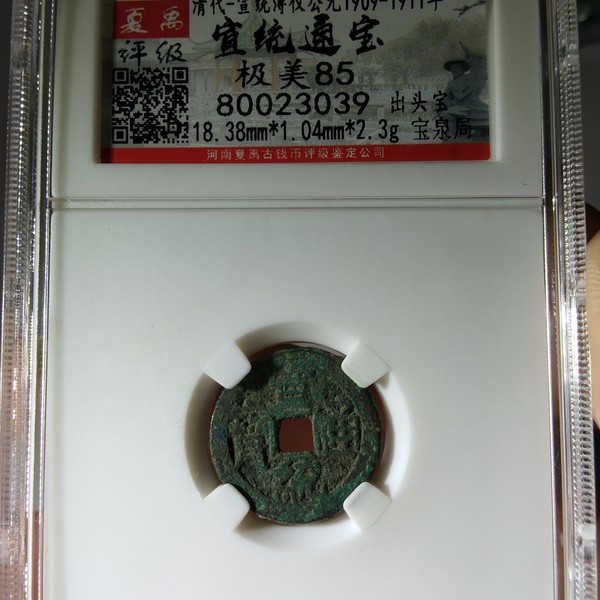 夏禹
评级
清代-宣统溥仪公元1909-1911年
宣统通宝
极美85
80023039 出头宝
18.38mm*1.04mm*2.3g 宝泉局
河南夏禹古钱币评级鉴定公司